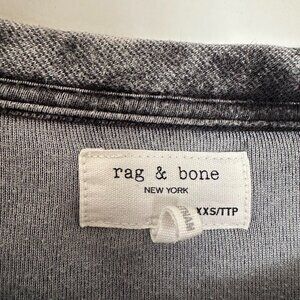 rag & bone
NEW YORK
XXS/TTP